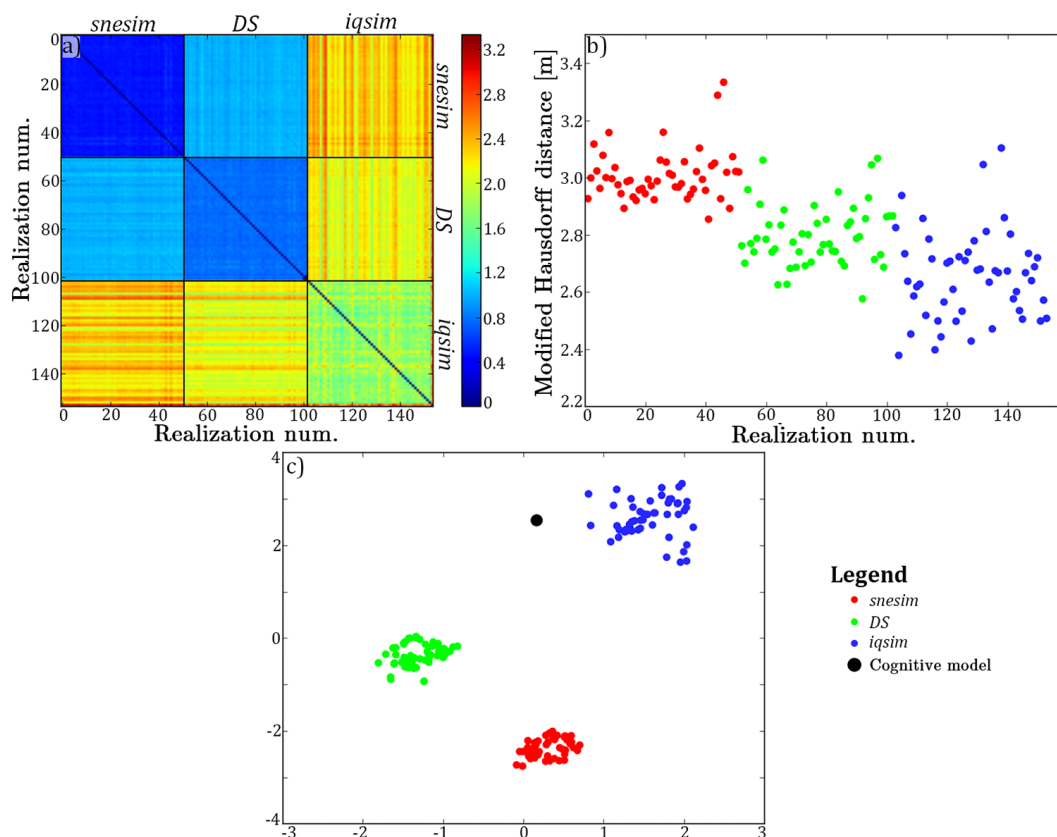 snesim DS iqsim
a)
0
20
40
60
80
100
120
140
Realization num.
snesim
DS
iqsim
3.2
2.8
2.4
2.0
1.6
1.2
0.8
0.4
0
0 20 40 60 80 100 120 140
Realization num.
b)
3.4
3.2
3.0
2.8
2.6
2.4
2.2
Modified Hausdorff distance [m]
0 20 40 60 80 100 120 140
Realization num.
c)
4
2
0
-2
-4
-3 -2 -1 0 1 2 3
Legend
snesim
DS
iqsim
Cognitive model